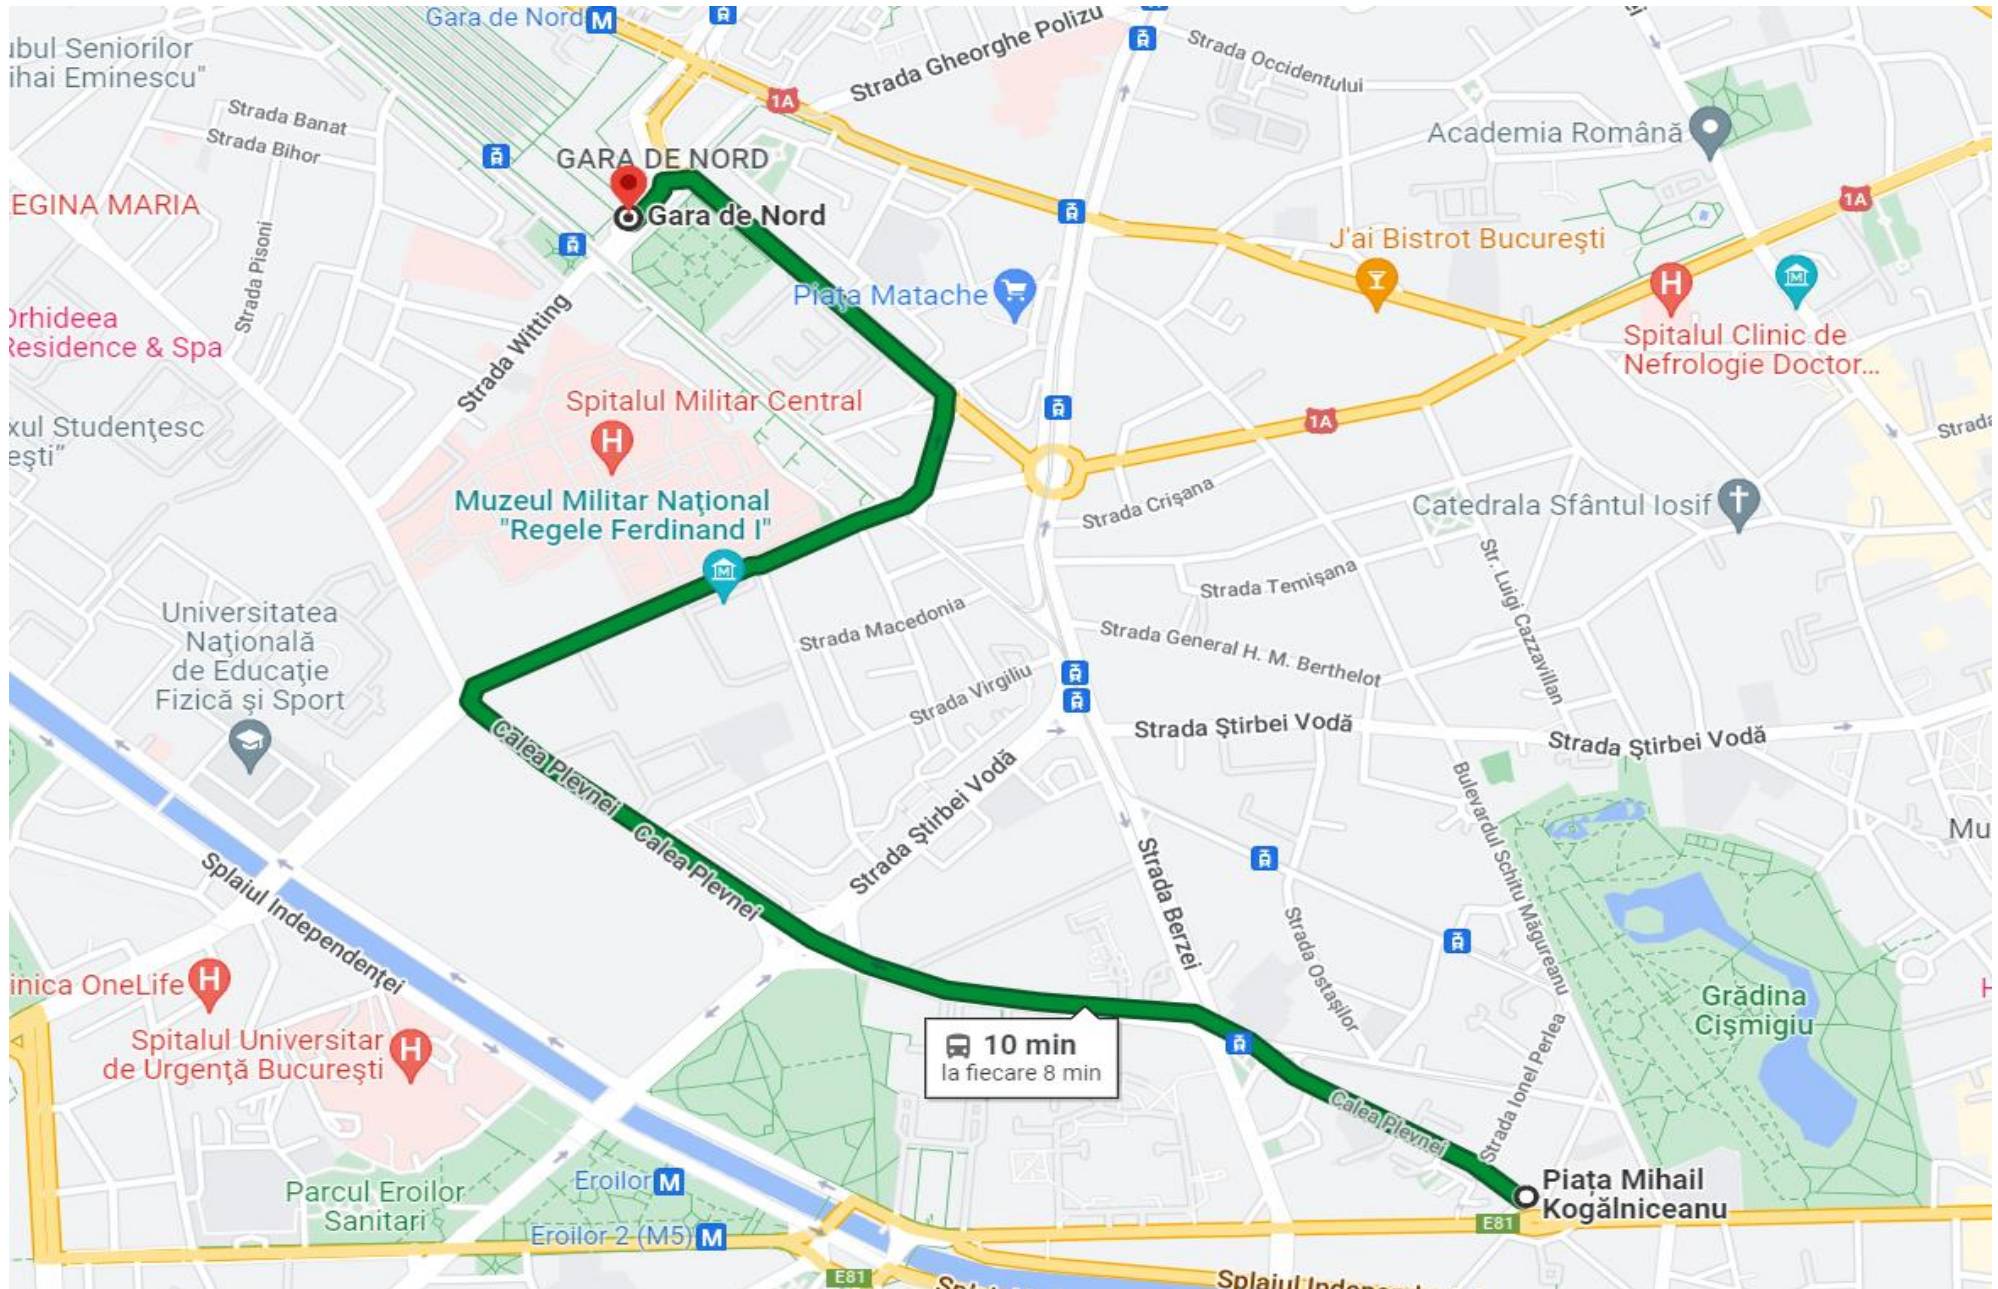 Gara de Nord M
Strada Gheorghe Polizu
Strada Occidentului
ubul Seniorilor
ihai Eminescu"
1A
Strada Banat
Strada Bihor
Academia Română
GARA DE NORD
Gara de Nord
EGINA MARIA
1A
J'ai Bistrot București
Strada Pisoni
Piața Matache
H
M
Orhideea
Residence & Spa
Strada Witting
Spitalul Clinic de
Nefrologie Doctor...
Spitalul Militar Central
H
1A
Strada
xul Studențesc
ești"
Muzeul Militar Național
"Regele Ferdinand I"
M
Strada Crișana
Catedrala Sfântul Iosif
Str. Luigi Cazzavillan
Strada Temișana
Universitatea
Națională
de Educație
Fizică și Sport
Strada Macedonia
Strada General H. M. Berthelot
Strada Virgiliu
Strada Știrbei Vodă
Strada Știrbei Vodă
Calea Plevnei
Calea Plevnei
Strada Știrbei Vodă
Bulevardul Schitu Măgureanu
Mu
Strada Berzei
Splaiul Independenței
Strada Ostașilor
inica OneLife H
Grădina
Cișmigiu
H
Spitalul Universitar
de Urgență București
H
10 min
la fiecare 8 min
Strada Ionel Perlea
Calea Plevnei
Parcul Eroilor
Sanitari
Eroilor M
Eroilor 2 (M5) M
Piața Mihail
Kogălniceanu
E81
E81